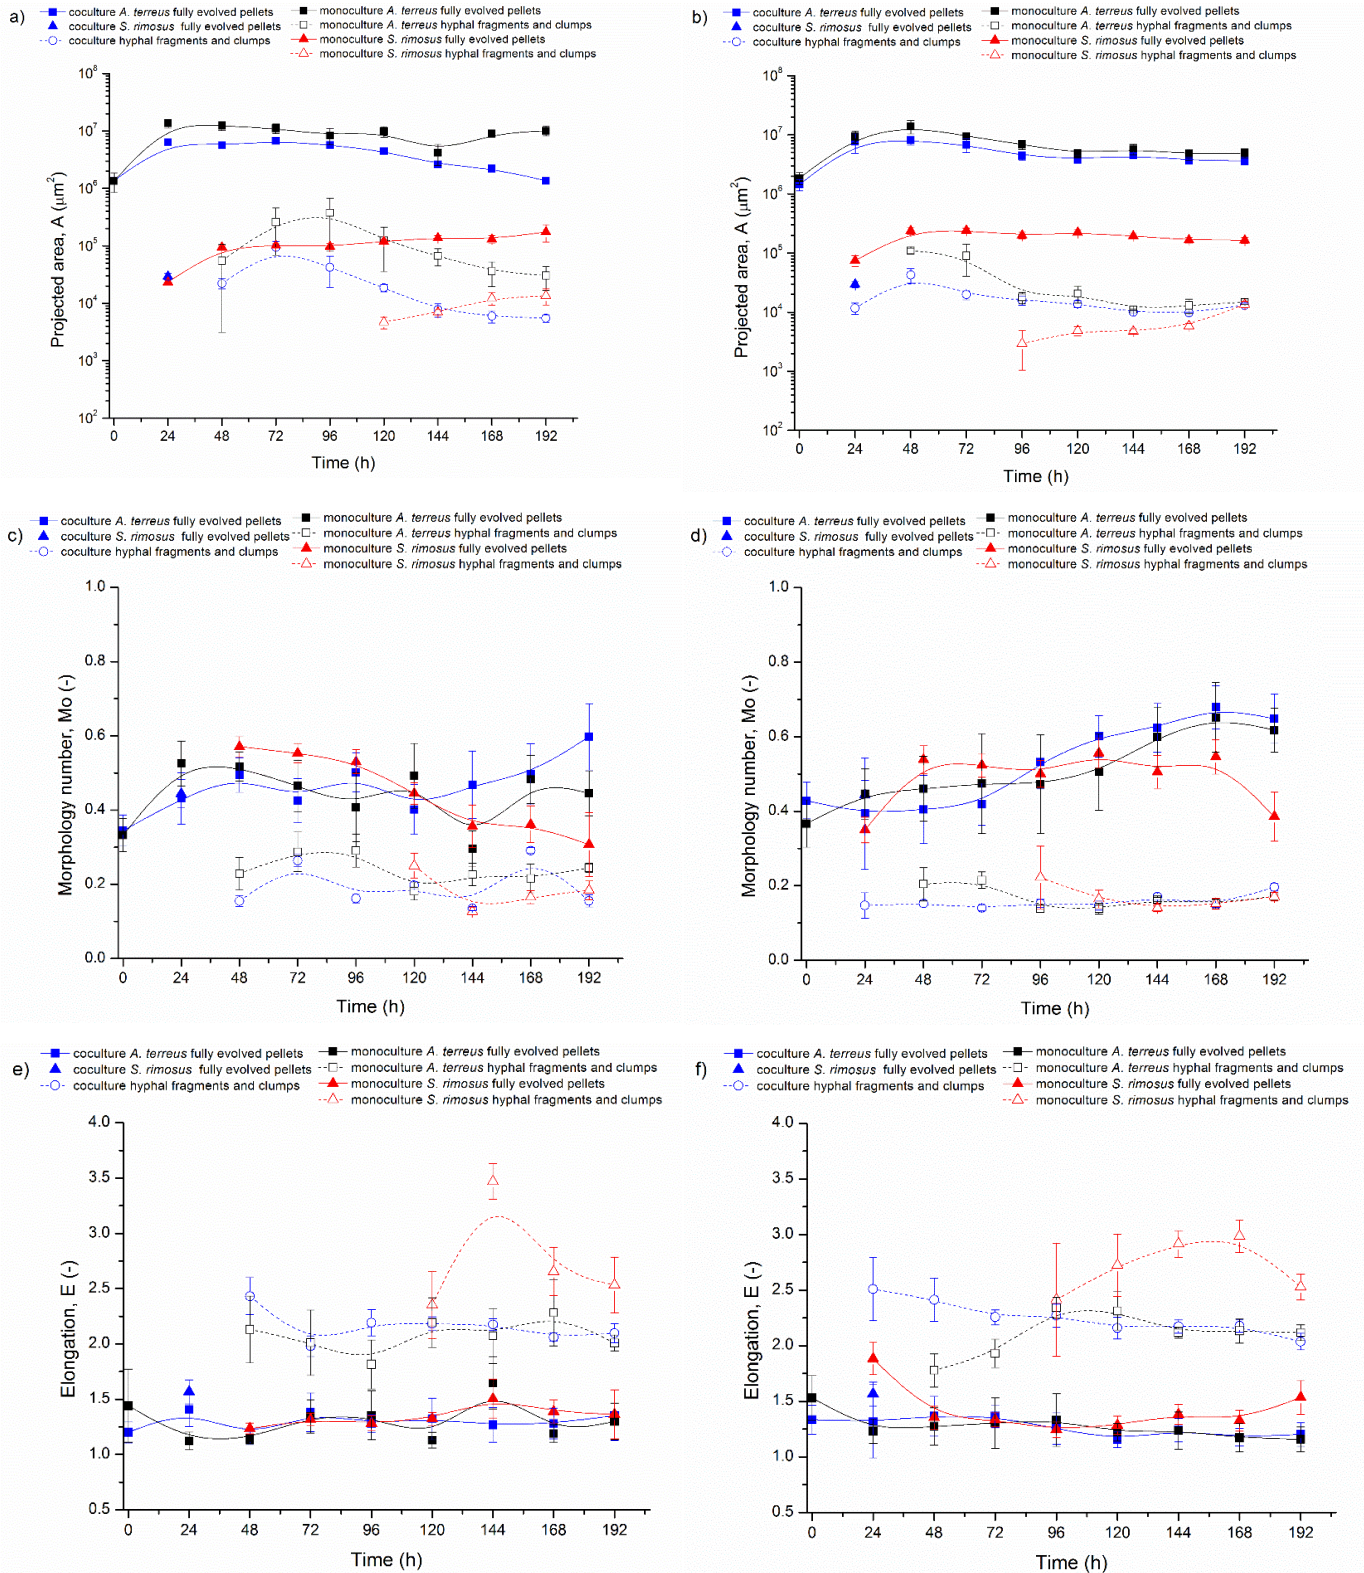 a)
coculture A. terreus fully evolved pellets
coculture S. rimosus fully evolved pellets
coculture hyphal fragments and clumps
monoculture A. terreus fully evolved pellets
monoculture A. terreus hyphal fragments and clumps
monoculture S. rimosus fully evolved pellets
monoculture S. rimosus hyphal fragments and clumps
Projected area, A (μm²)
10⁸
10⁷
10⁶
10⁵
10⁴
10³
10²
0 24 48 72 96 120 144 168 192
Time (h)
b)
coculture A. terreus fully evolved pellets
coculture S. rimosus fully evolved pellets
coculture hyphal fragments and clumps
monoculture A. terreus fully evolved pellets
monoculture A. terreus hyphal fragments and clumps
monoculture S. rimosus fully evolved pellets
monoculture S. rimosus hyphal fragments and clumps
Projected area, A (μm²)
10⁸
10⁷
10⁶
10⁵
10⁴
10³
10²
0 24 48 72 96 120 144 168 192
Time (h)
c)
coculture A. terreus fully evolved pellets
coculture S. rimosus fully evolved pellets
coculture hyphal fragments and clumps
monoculture A. terreus fully evolved pellets
monoculture A. terreus hyphal fragments and clumps
monoculture S. rimosus fully evolved pellets
monoculture S. rimosus hyphal fragments and clumps
Morphology number, Mo (-)
1.0
0.8
0.6
0.4
0.2
0.0
0 24 48 72 96 120 144 168 192
Time (h)
d)
coculture A. terreus fully evolved pellets
coculture S. rimosus fully evolved pellets
coculture hyphal fragments and clumps
monoculture A. terreus fully evolved pellets
monoculture A. terreus hyphal fragments and clumps
monoculture S. rimosus fully evolved pellets
monoculture S. rimosus hyphal fragments and clumps
Morphology number, Mo (-)
1.0
0.8
0.6
0.4
0.2
0.0
0 24 48 72 96 120 144 168 192
Time (h)
e)
coculture A. terreus fully evolved pellets
coculture S. rimosus fully evolved pellets
coculture hyphal fragments and clumps
monoculture A. terreus fully evolved pellets
monoculture A. terreus hyphal fragments and clumps
monoculture S. rimosus fully evolved pellets
monoculture S. rimosus hyphal fragments and clumps
Elongation, E (-)
4.0
3.5
3.0
2.5
2.0
1.5
1.0
0.5
0 24 48 72 96 120 144 168 192
Time (h)
f)
coculture A. terreus fully evolved pellets
coculture S. rimosus fully evolved pellets
coculture hyphal fragments and clumps
monoculture A. terreus fully evolved pellets
monoculture A. terreus hyphal fragments and clumps
monoculture S. rimosus fully evolved pellets
monoculture S. rimosus hyphal fragments and clumps
Elongation, E (-)
4.0
3.5
3.0
2.5
2.0
1.5
1.0
0.5
0 24 48 72 96 120 144 168 192
Time (h)